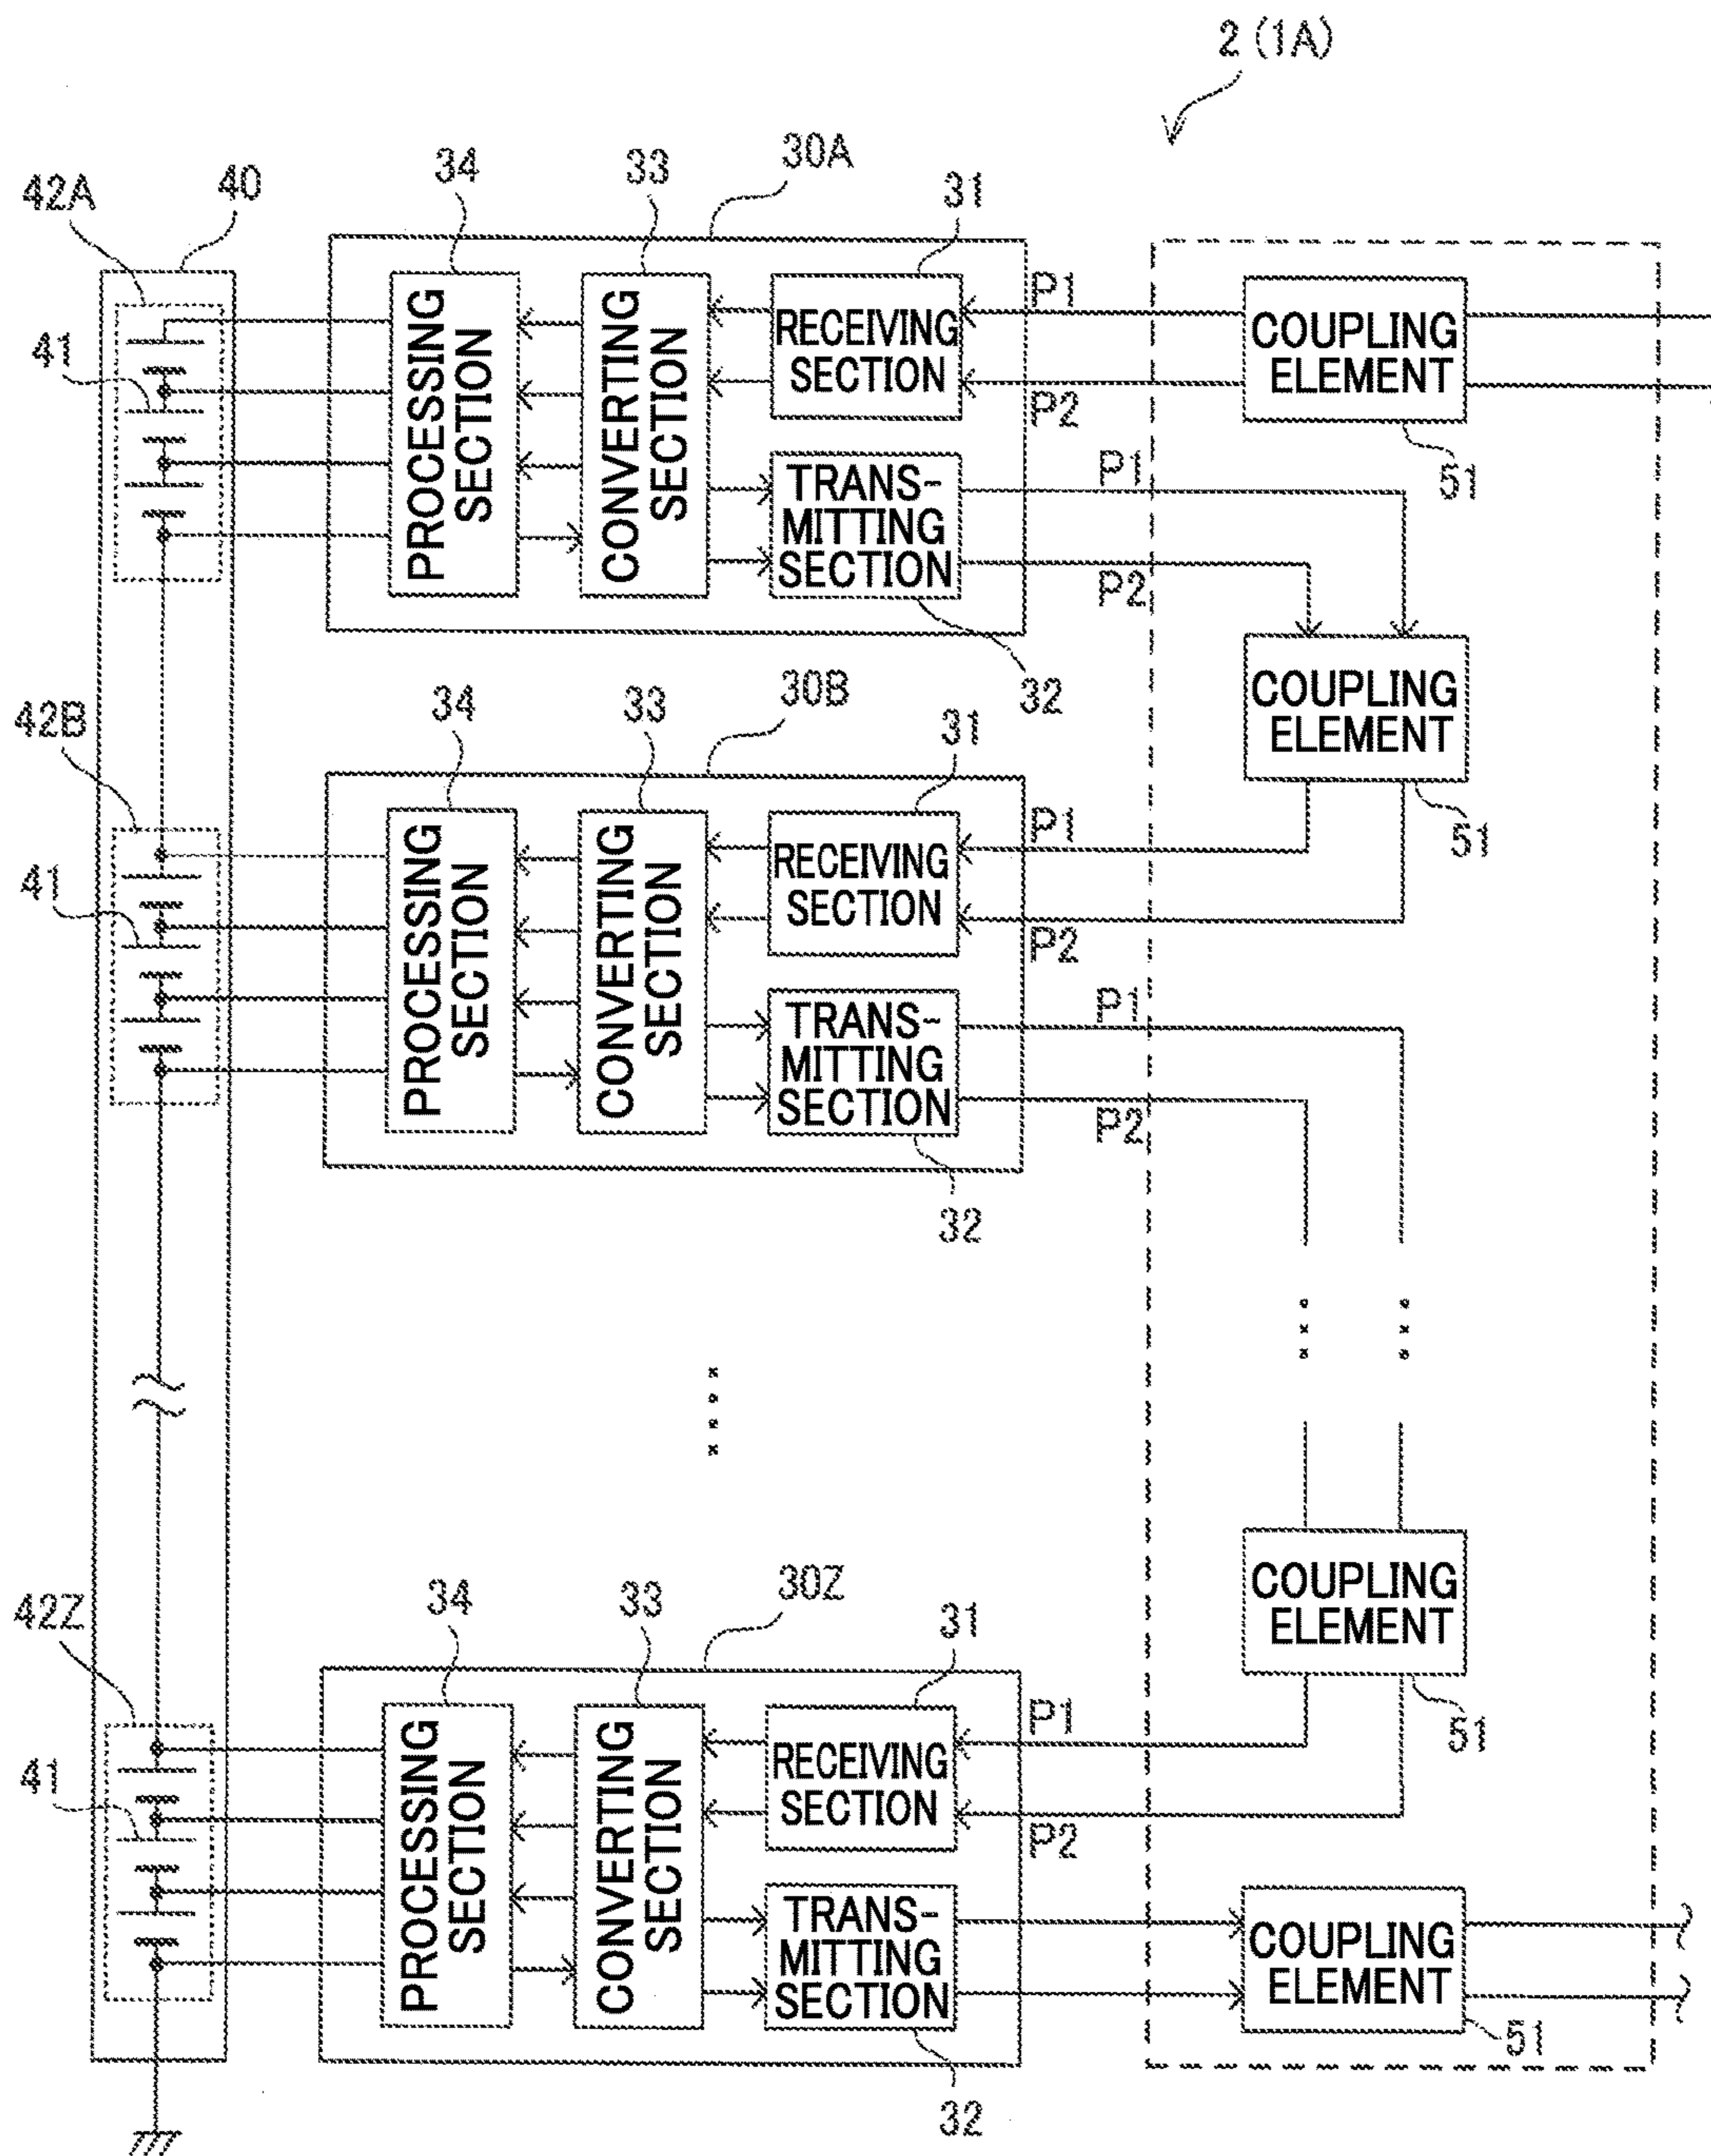 2 (1A)
42A
40
34
33
30A
31
41
PROCESSING
SECTION
CONVERTING
SECTION
RECEIVING
SECTION
P1
P2
COUPLING
ELEMENT
51
TRANS-
MITTING
SECTION
P1
P2
32
COUPLING
ELEMENT
51
42B
34
33
30B
31
41
PROCESSING
SECTION
CONVERTING
SECTION
RECEIVING
SECTION
P1
P2
TRANS-
MITTING
SECTION
P1
P2
32
COUPLING
ELEMENT
51
42Z
34
33
30Z
31
41
PROCESSING
SECTION
CONVERTING
SECTION
RECEIVING
SECTION
P1
P2
TRANS-
MITTING
SECTION
32
COUPLING
ELEMENT
51